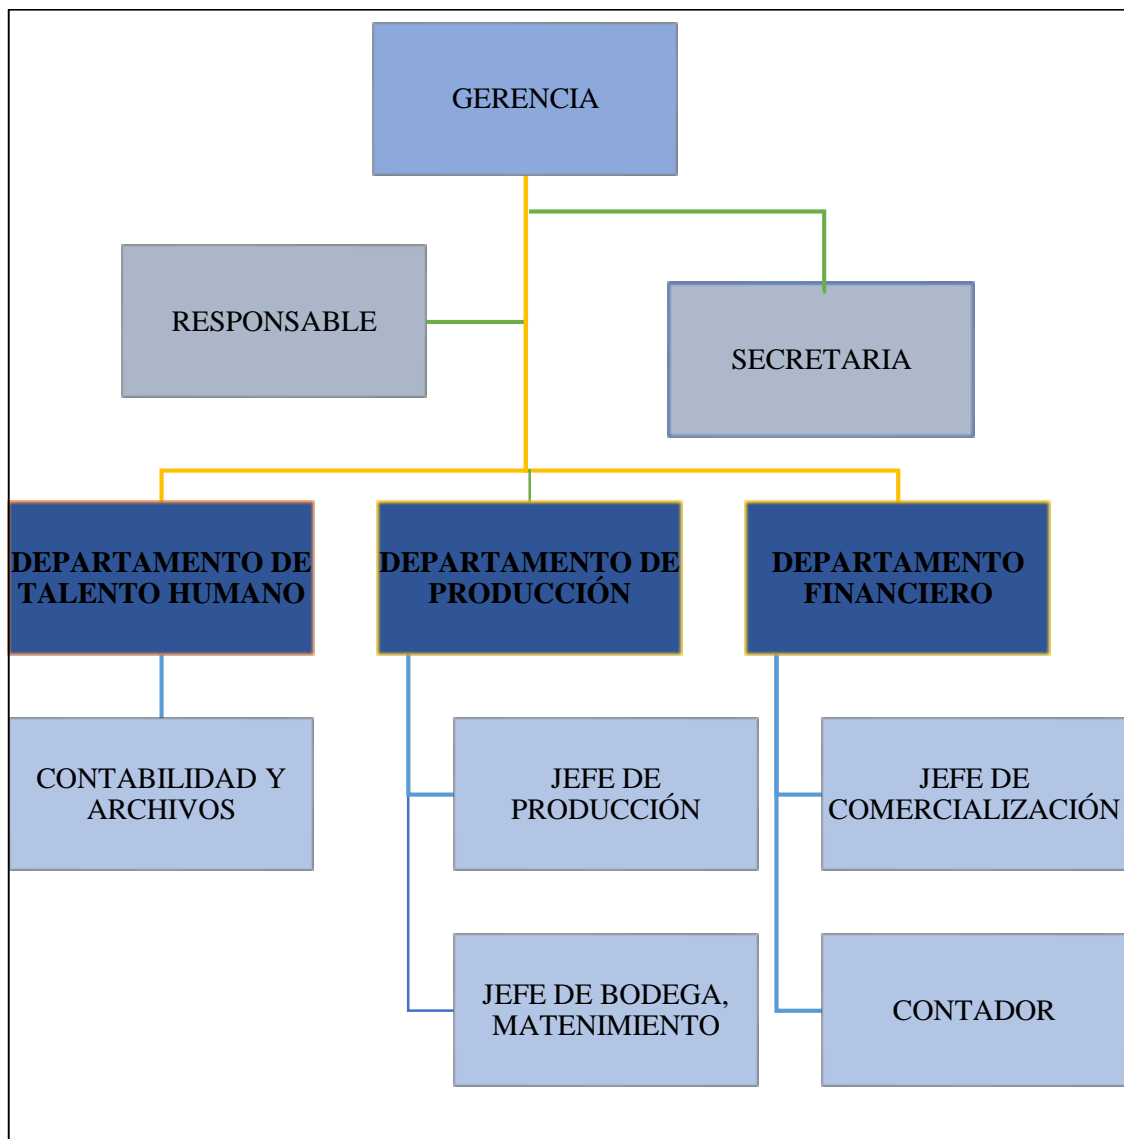 GERENCIA
RESPONSABLE
SECRETARIA
DEPARTAMENTO DE
TALENTO HUMANO
DEPARTAMENTO DE
PRODUCCIÓN
DEPARTAMENTO
FINANCIERO
CONTABILIDAD Y
ARCHIVOS
JEFE DE
PRODUCCIÓN
JEFE DE
COMERCIALIZACIÓN
JEFE DE BODEGA,
MATENIMIENTO
CONTADOR